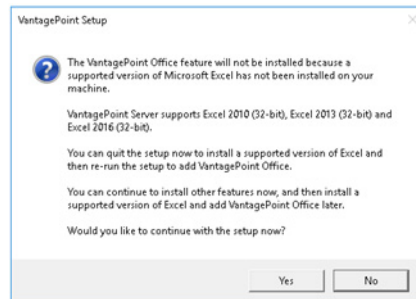 VantagePoint Setup
The VantagePoint Office feature will not be installed because a
supported version of Microsoft Excel has not been installed on your
machine.
VantagePoint Server supports Excel 2010 (32-bit), Excel 2013 (32-bit) and
Excel 2016 (32-bit).
You can quit the setup now to install a supported version of Excel and
then re-run the setup to add VantagePoint Office.
You can continue to install other features now, and then install a
supported version of Excel and add VantagePoint Office later.
Would you like to continue with the setup now?
Yes No